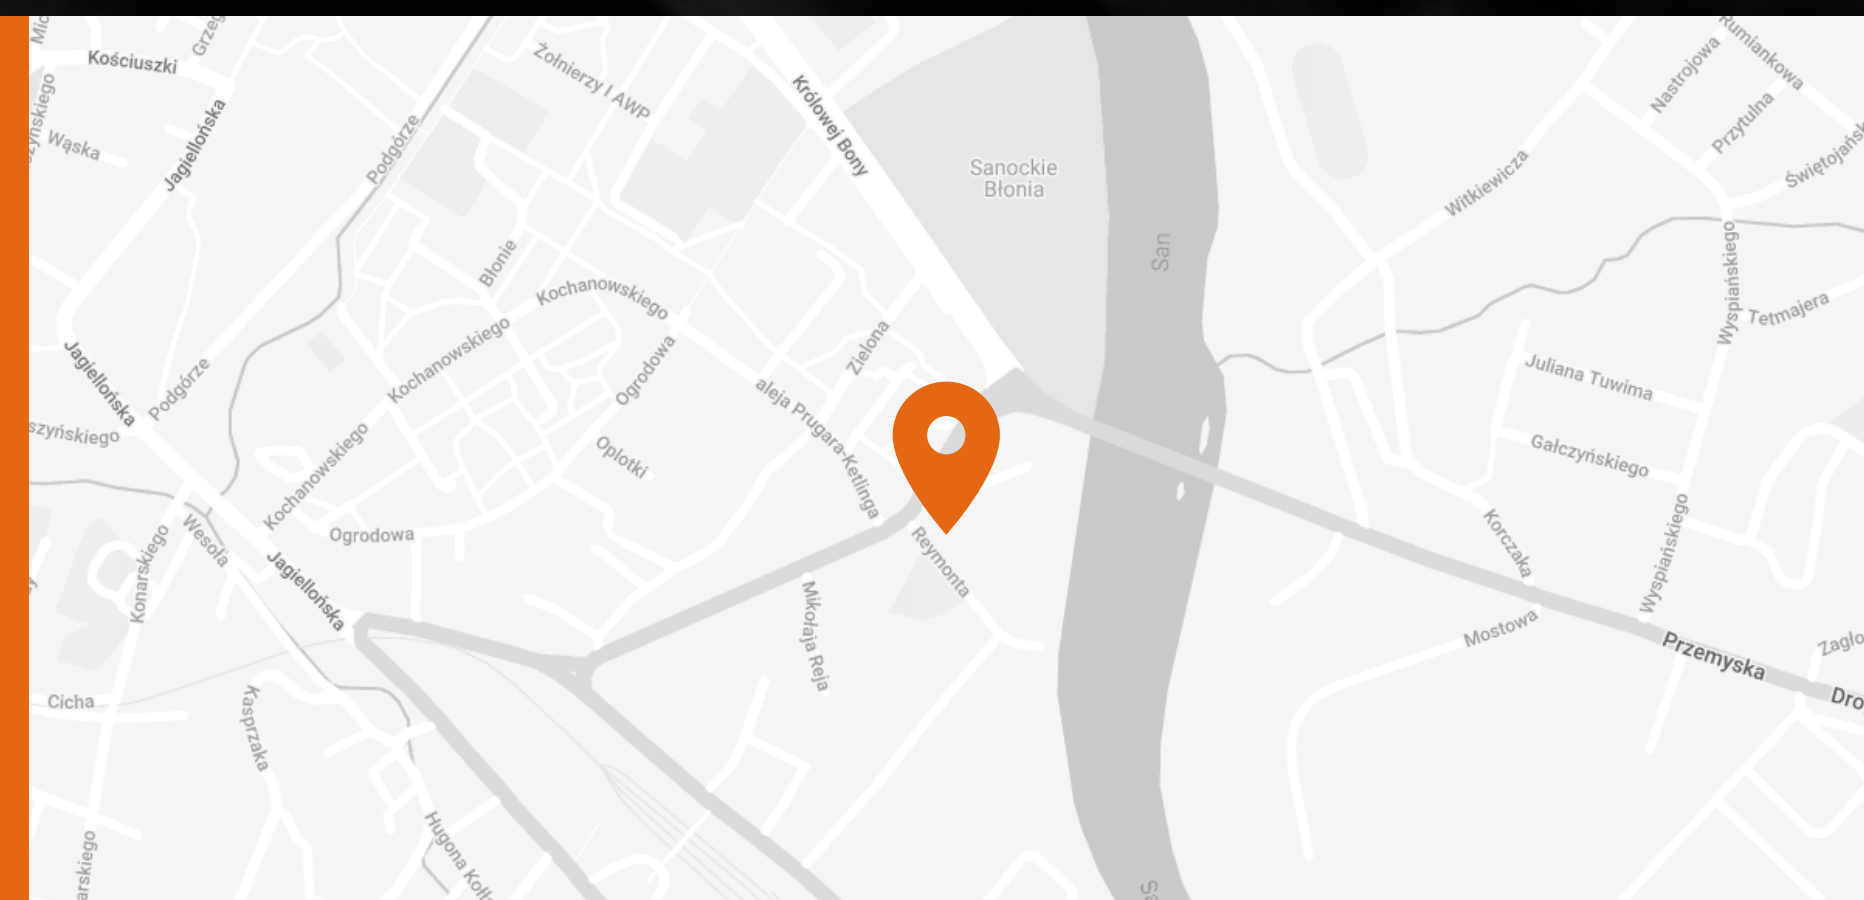 Kościuszki
Żołnierzy I AWP
Królowej Bony
Rumiankowa
Nastrojowa
Przytulna
Wąska
Jagiellońska
Podgórze
Sanockie
Błonia
Witkiewicza
San
Błonie
Wyspiańskiego
Kochanowskiego
Tetmajera
Kochanowskiego
Zielona
Ogrodowa
Jagiellońska
Podgórze
Juliana Tuwima
aleja Prugara-Ketlinga
Kochanowskiego
Oplotki
Gałczyńskiego
Ogrodowa
Wesoła
Konarskiego
Jagiellońska
Reymonta
Korczaka
Wyspiańskiego
Mikołaja Reja
Mostowa
Przemyska
Cicha
Kasprzaka
Hugona